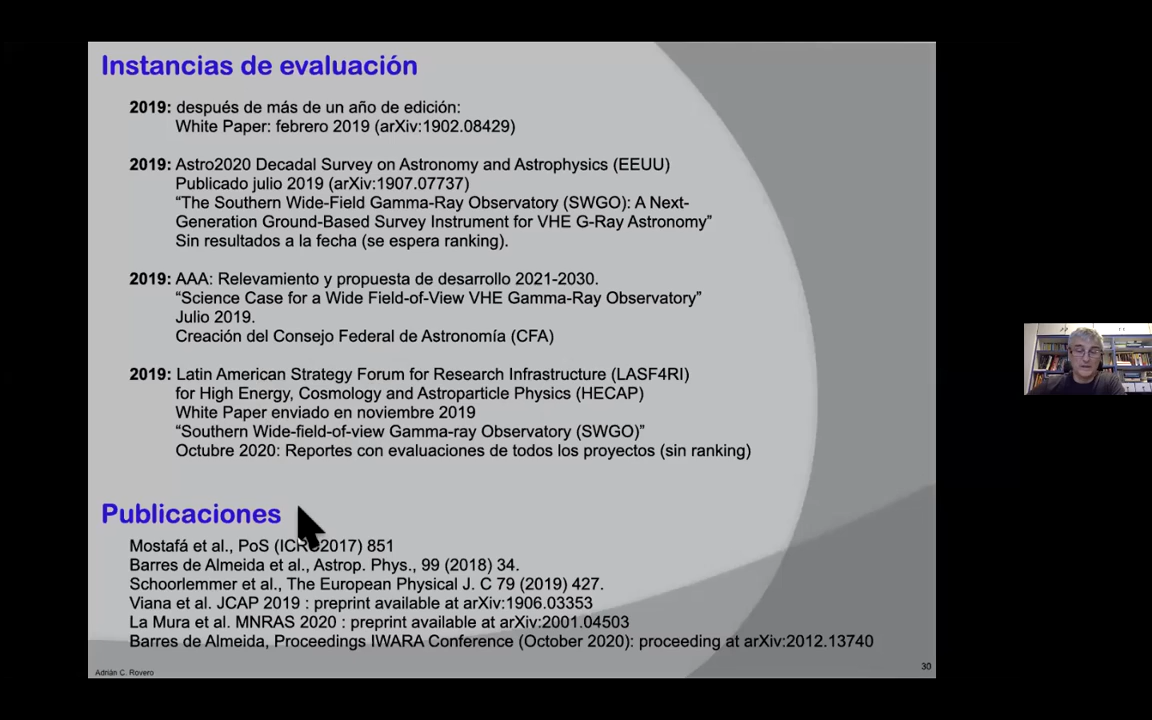 Instancias de evaluación
2019: después de más de un año de edición:
White Paper: febrero 2019 (arXiv:1902.08429)
2019: Astro2020 Decadal Survey on Astronomy and Astrophysics (EEUU)
Publicado julio 2019 (arXiv:1907.07737)
“The Southern Wide-Field Gamma-Ray Observatory (SWGO): A Next-
Generation Ground-Based Survey Instrument for VHE G-Ray Astronomy”
Sin resultados a la fecha (se espera ranking).
2019: AAA: Relevamiento y propuesta de desarrollo 2021-2030.
“Science Case for a Wide Field-of-View VHE Gamma-Ray Observatory”
Julio 2019.
Creación del Consejo Federal de Astronomía (CFA)
2019: Latin American Strategy Forum for Research Infrastructure (LASF4RI)
for High Energy, Cosmology and Astroparticle Physics (HECAP)
White Paper enviado en noviembre 2019
“Southern Wide-field-of-view Gamma-ray Observatory (SWGO)”
Octubre 2020: Reportes con evaluaciones de todos los proyectos (sin ranking)
Publicaciones
Mostafá et al., PoS (ICRC2017) 851
Barres de Almeida et al., Astrop. Phys., 99 (2018) 34.
Schoorlemmer et al., The European Physical J. C 79 (2019) 427.
Viana et al. JCAP 2019 : preprint available at arXiv:1906.03353
La Mura et al. MNRAS 2020 : preprint available at arXiv:2001.04503
Barres de Almeida, Proceedings IWARA Conference (October 2020): proceeding at arXiv:2012.13740
Adrián C. Rovero
30